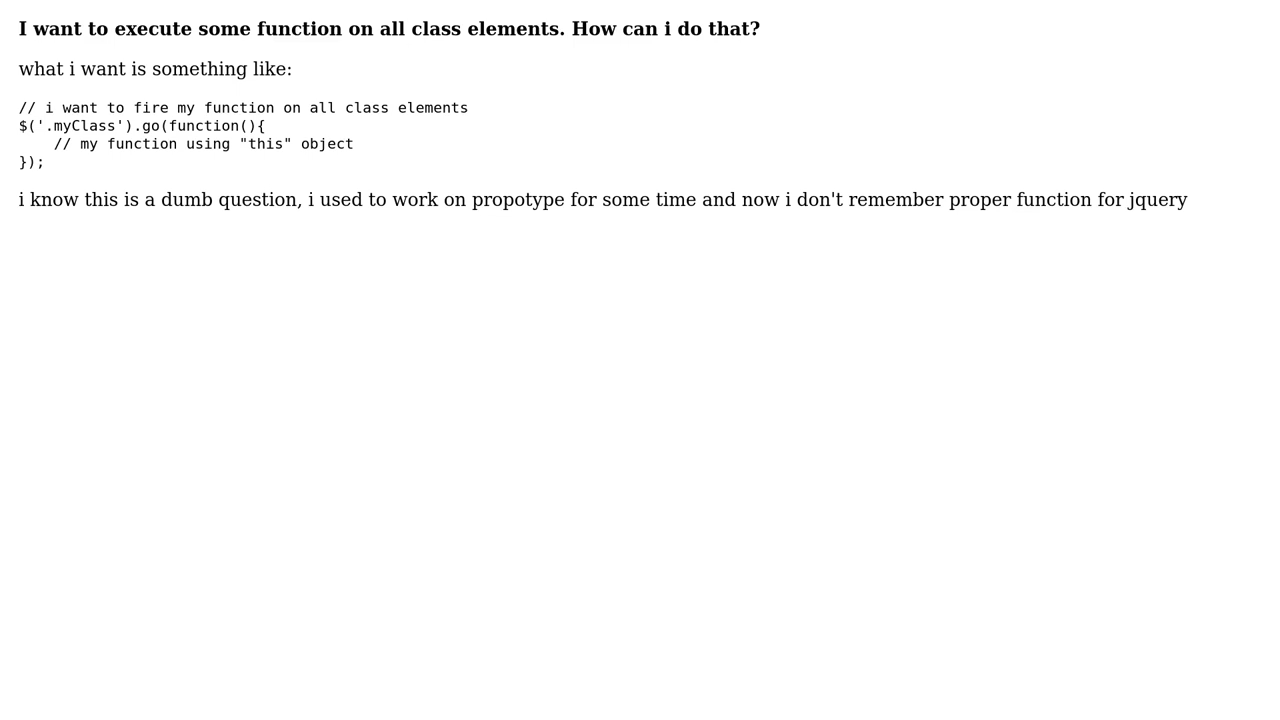 I want to execute some function on all class elements. How can i do that?
what i want is something like:
// i want to fire my function on all class elements
$('.myClass').go(function(){
    // my function using "this" object
});
i know this is a dumb question, i used to work on propotype for some time and now i don't remember proper function for jquery